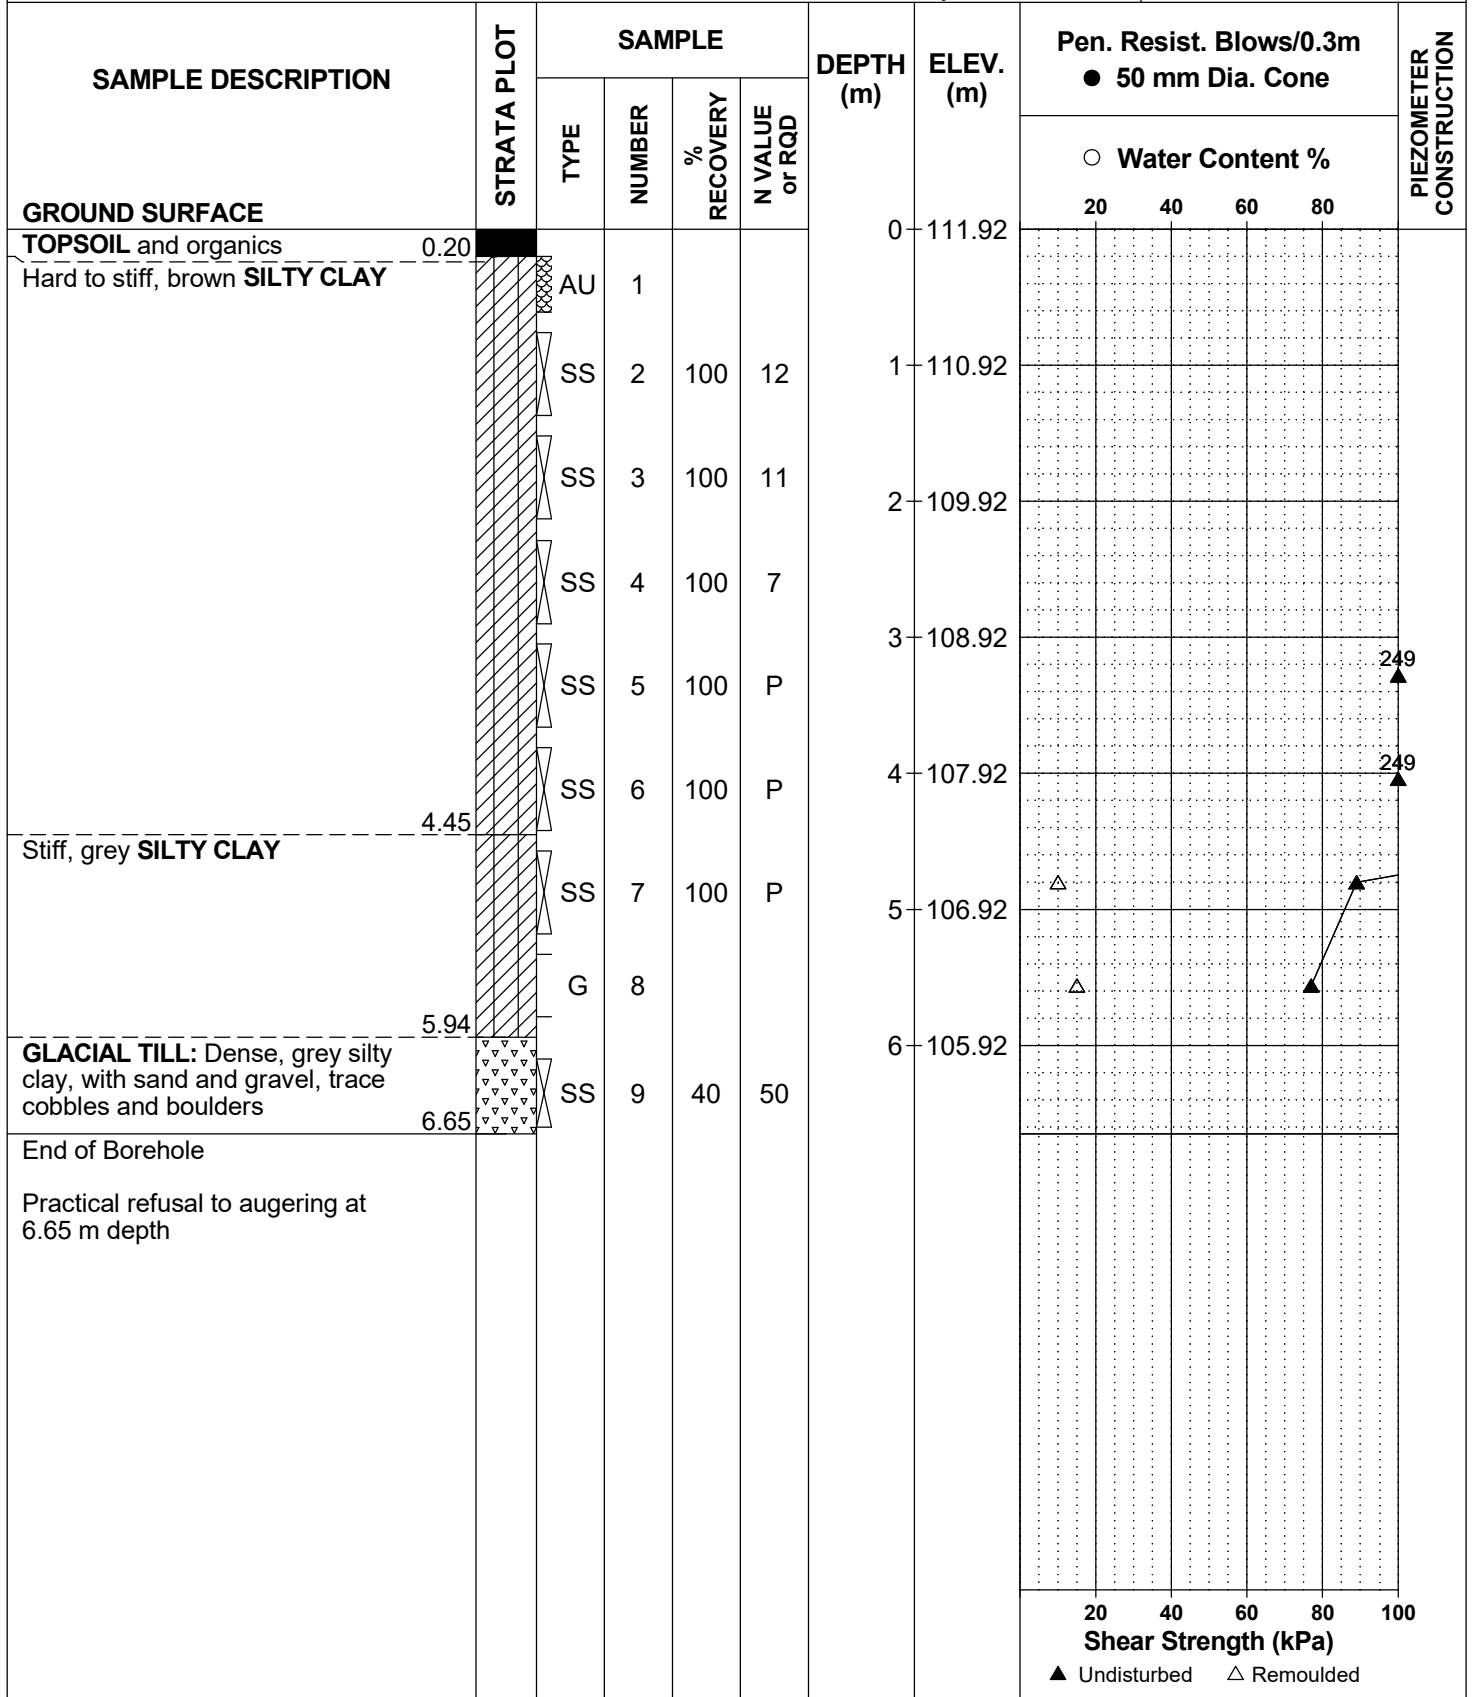 SAMPLE DESCRIPTION
STRATA PLOT
SAMPLE
TYPE
NUMBER
%
RECOVERY
N VALUE
or RQD
DEPTH
(m)
ELEV.
(m)
Pen. Resist. Blows/0.3m
● 50 mm Dia. Cone
○ Water Content %
20 40 60 80
PIEZOMETER
CONSTRUCTION
GROUND SURFACE
0 111.92
TOPSOIL and organics 0.20
Hard to stiff, brown SILTY CLAY
AU 1
SS 2 100 12
1 110.92
SS 3 100 11
2 109.92
SS 4 100 7
3 108.92
249
SS 5 100 P
249
4 107.92
SS 6 100 P
4.45
Stiff, grey SILTY CLAY
SS 7 100 P
5 106.92
G 8
5.94
6 105.92
GLACIAL TILL: Dense, grey silty
clay, with sand and gravel, trace
cobbles and boulders
6.65
SS 9 40 50
End of Borehole
Practical refusal to augering at
6.65 m depth
20 40 60 80 100
Shear Strength (kPa)
▲ Undisturbed △ Remoulded